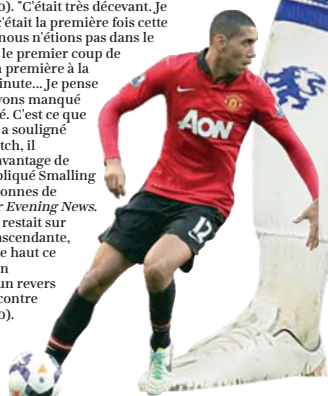 o). "C'était très décevant. Je
c'était la première fois cette
nous n'étions pas dans le
le premier coup de
première à la
inute... Je pense
vons manqué
é. C'est ce que
a souligné
tch, il
avantage de
pliqué Smalling
onnes de
r Evening News.
restait sur
scendante,
e haut ce
n
un revers
contre
o).
AON
12